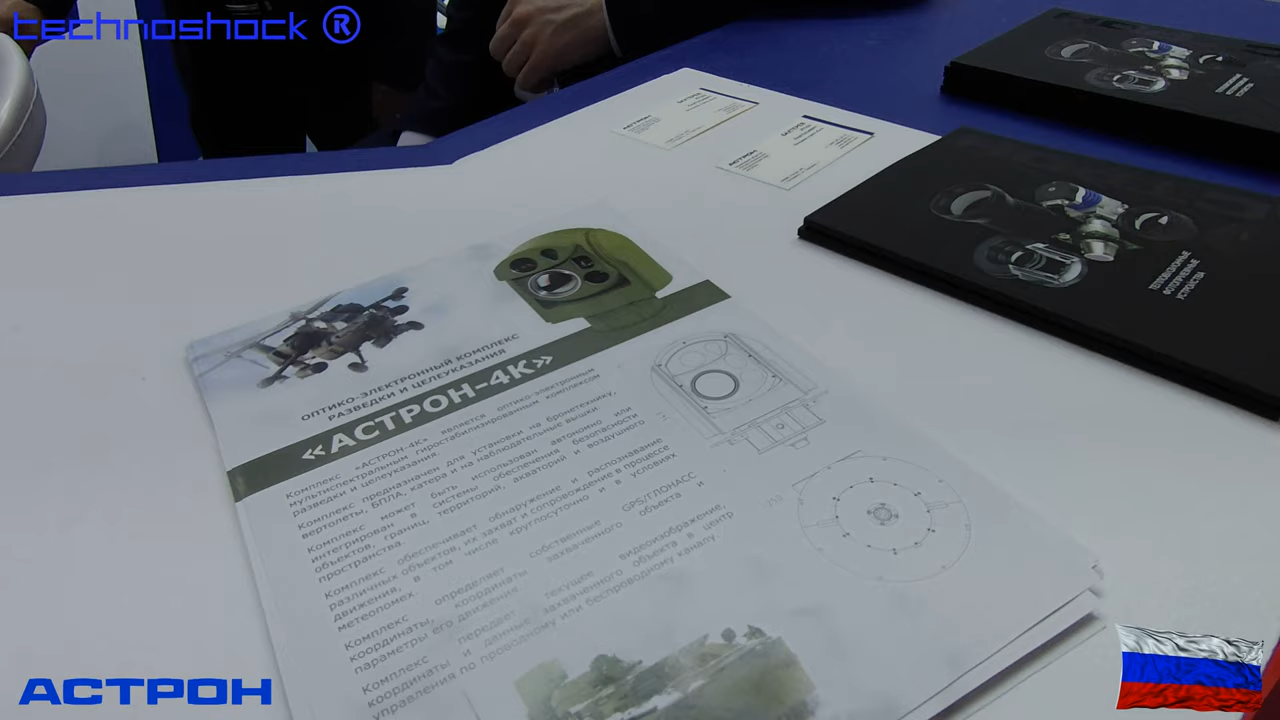 technoshock ®
АСТРОН
ОПТИКО-ЭЛЕКТРОННЫЙ КОМПЛЕКС
РАЗВЕДКИ И ЦЕЛЕУКАЗАНИЯ
«АСТРОН-4К»
Комплекс «АСТРОН-4К» является оптико-электронным
мультиспектральным гиростабилизированным комплексом
разведки и целеуказания.
Комплекс предназначен для установки на бронетехнику,
вертолеты, БПЛА, катера и на наблюдательные вышки.
Комплекс может быть использован автономно или
интегрирован в системы обеспечения безопасности
объектов, границ, территорий, акваторий и воздушного
пространства.
Комплекс обеспечивает обнаружение и распознавание
различных объектов, их захват и сопровождение в процессе
движения, в том числе круглосуточно и в условиях
метеопомех.
Комплекс определяет собственные GPS/ГЛОНАСС
координаты, координаты захваченного объекта и
параметры его движения.
Комплекс передает текущее видеоизображение,
координаты и данные захваченного объекта в центр
управления по проводному или беспроводному каналу
ТЕПЛОВИЗИОННЫЕ
ФОТОПРИЕМНЫЕ
УСТРОЙСТВА
АСТРОН